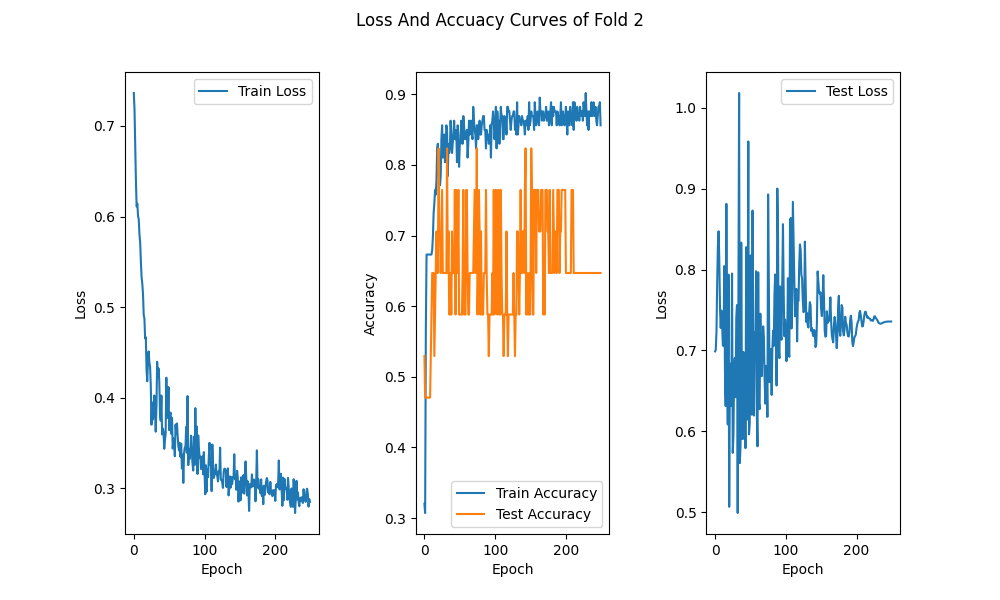 Loss And Accuacy Curves of Fold 2
Train Loss
0.7
0.6
0.5
0.4
0.3
Loss
0 100 200
Epoch
0.9
0.8
0.7
0.6
0.5
0.4
0.3
Accuracy
Train Accuracy
Test Accuracy
0 100 200
Epoch
Test Loss
1.0
0.9
0.8
0.7
0.6
0.5
Loss
0 100 200
Epoch